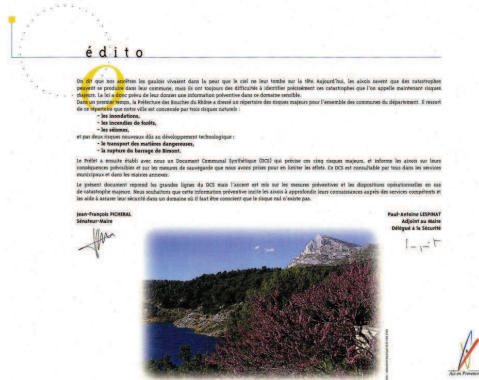 édito
On dit que nos ancêtres les gaulois vivaient dans la peur que le ciel ne leur tombe sur la tête. Aujourd'hui, les aixois savent que des catastrophes
peuvent se produire dans leur commune, mais ils ont toujours des difficultés à identifier précisément ces catastrophes que l'on appelle maintenant risques
majeurs. La loi a donc prévu de leur donner une information préventive dans ce domaine sensible.
Dans un premier temps, la Préfecture des Bouches du Rhône a dressé un répertoire des risques majeurs pour l'ensemble des communes du département. Il ressort
de ce répertoire que notre ville est concernée par trois risques naturels :
- les inondations,
- les incendies de forêts,
- les séismes,
et par deux risques nouveaux dûs au développement technologique :
- le transport des matières dangereuses,
- la rupture du barrage de Bimont.
Le Préfet a ensuite établi avec nous un Document Communal Synthétique (DCS) qui précise ces cinq risques majeurs, et informe les aixois sur leurs
conséquences prévisibles et sur les mesures de sauvegarde que nous avons prises pour en limiter les effets. Ce DCS est consultable par tous dans les services
municipaux et dans les mairies annexes.
Le présent document reprend les grandes lignes du DCS mais l'accent est mis sur les mesures préventives et les dispositions opérationnelles en cas
de catastrophe majeure. Nous souhaitons que cette information préventive incite les aixois à approfondir leurs connaissances auprès des services compétents et
les aide à assurer leur sécurité dans un domaine où il faut être conscient que le risque nul n'existe pas.
Jean-François PICHERAL
Sénateur-Maire
Paul-Antoine LESPINAT
Adjoint au Maire
Délégué à la Sécurité
Aix en Provence